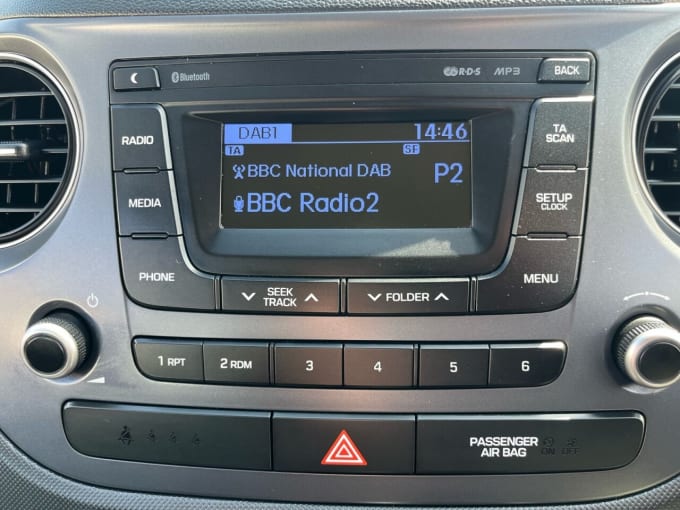 Bluetooth
R·D·S MP3 BACK
RADIO
DAB1 14:46
TA SF
BBC National DAB P2
BBC Radio2
TA
SCAN
MEDIA
SETUP
CLOCK
PHONE
SEEK
TRACK
FOLDER
MENU
1 RPT 2 RDM 3 4 5 6
PASSENGER
AIR BAG
ON OFF